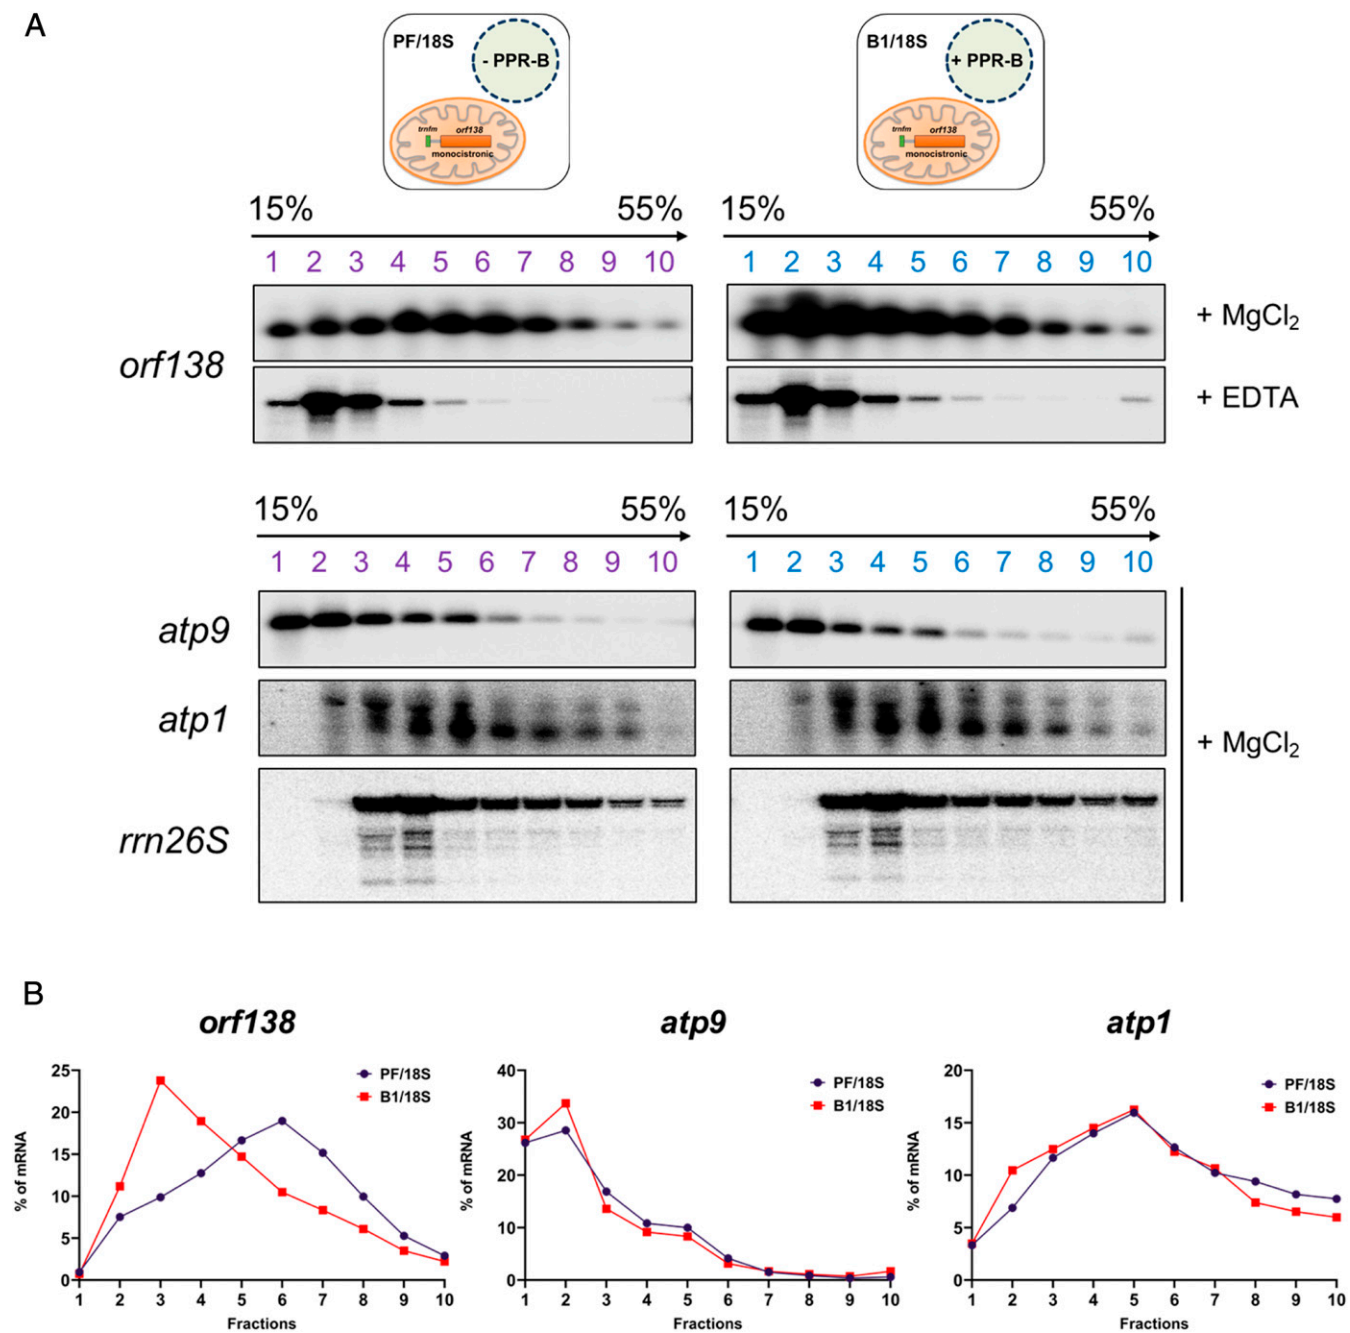 A
PF/18S
- PPR-B
trnfm
orf138
monocistronic
B1/18S
+ PPR-B
trnfm
orf138
monocistronic
15% 55% 15% 55%
1 2 3 4 5 6 7 8 9 10 1 2 3 4 5 6 7 8 9 10
+ MgCl₂
orf138
+ EDTA
15% 55% 15% 55%
1 2 3 4 5 6 7 8 9 10 1 2 3 4 5 6 7 8 9 10
atp9
atp1
+ MgCl₂
rrn26S
B
orf138
25
20
15
10
5
0
% of mRNA
PF/18S
B1/18S
1 2 3 4 5 6 7 8 9 10
Fractions
atp9
40
30
20
10
0
% of mRNA
PF/18S
B1/18S
1 2 3 4 5 6 7 8 9 10
Fractions
atp1
20
15
10
5
0
% of mRNA
PF/18S
B1/18S
1 2 3 4 5 6 7 8 9 10
Fractions